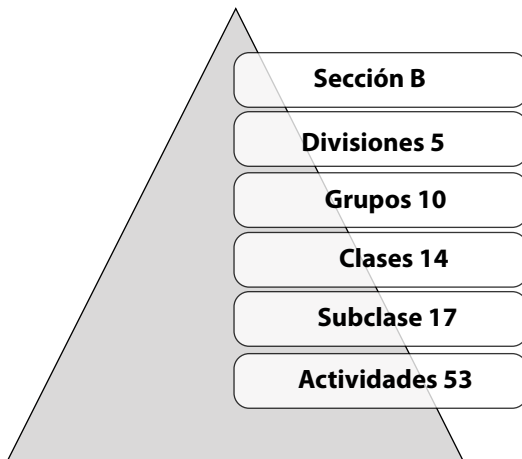 Sección B
Divisiones 5
Grupos 10
Clases 14
Subclase 17
Actividades 53